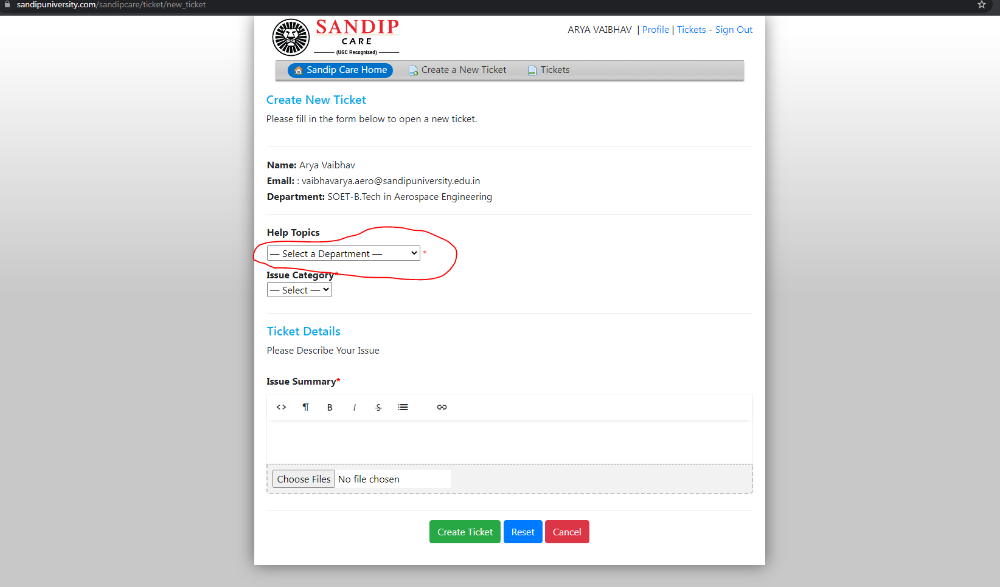 sandipuniversity.com/sandipcare/ticket/new_ticket
SANDIP
CARE
(UGC Recognised)
ARYA VAIBHAV | Profile | Tickets - Sign Out
Sandip Care Home Create a New Ticket Tickets
Create New Ticket
Please fill in the form below to open a new ticket.
Name: Arya Vaibhav
Email: : vaibhavarya.aero@sandipuniversity.edu.in
Department: SOET-B.Tech in Aerospace Engineering
Help Topics
— Select a Department — *
Issue Category*
— Select —
Ticket Details
Please Describe Your Issue
Issue Summary*
<> ¶ B I S
Choose Files No file chosen
Create Ticket Reset Cancel